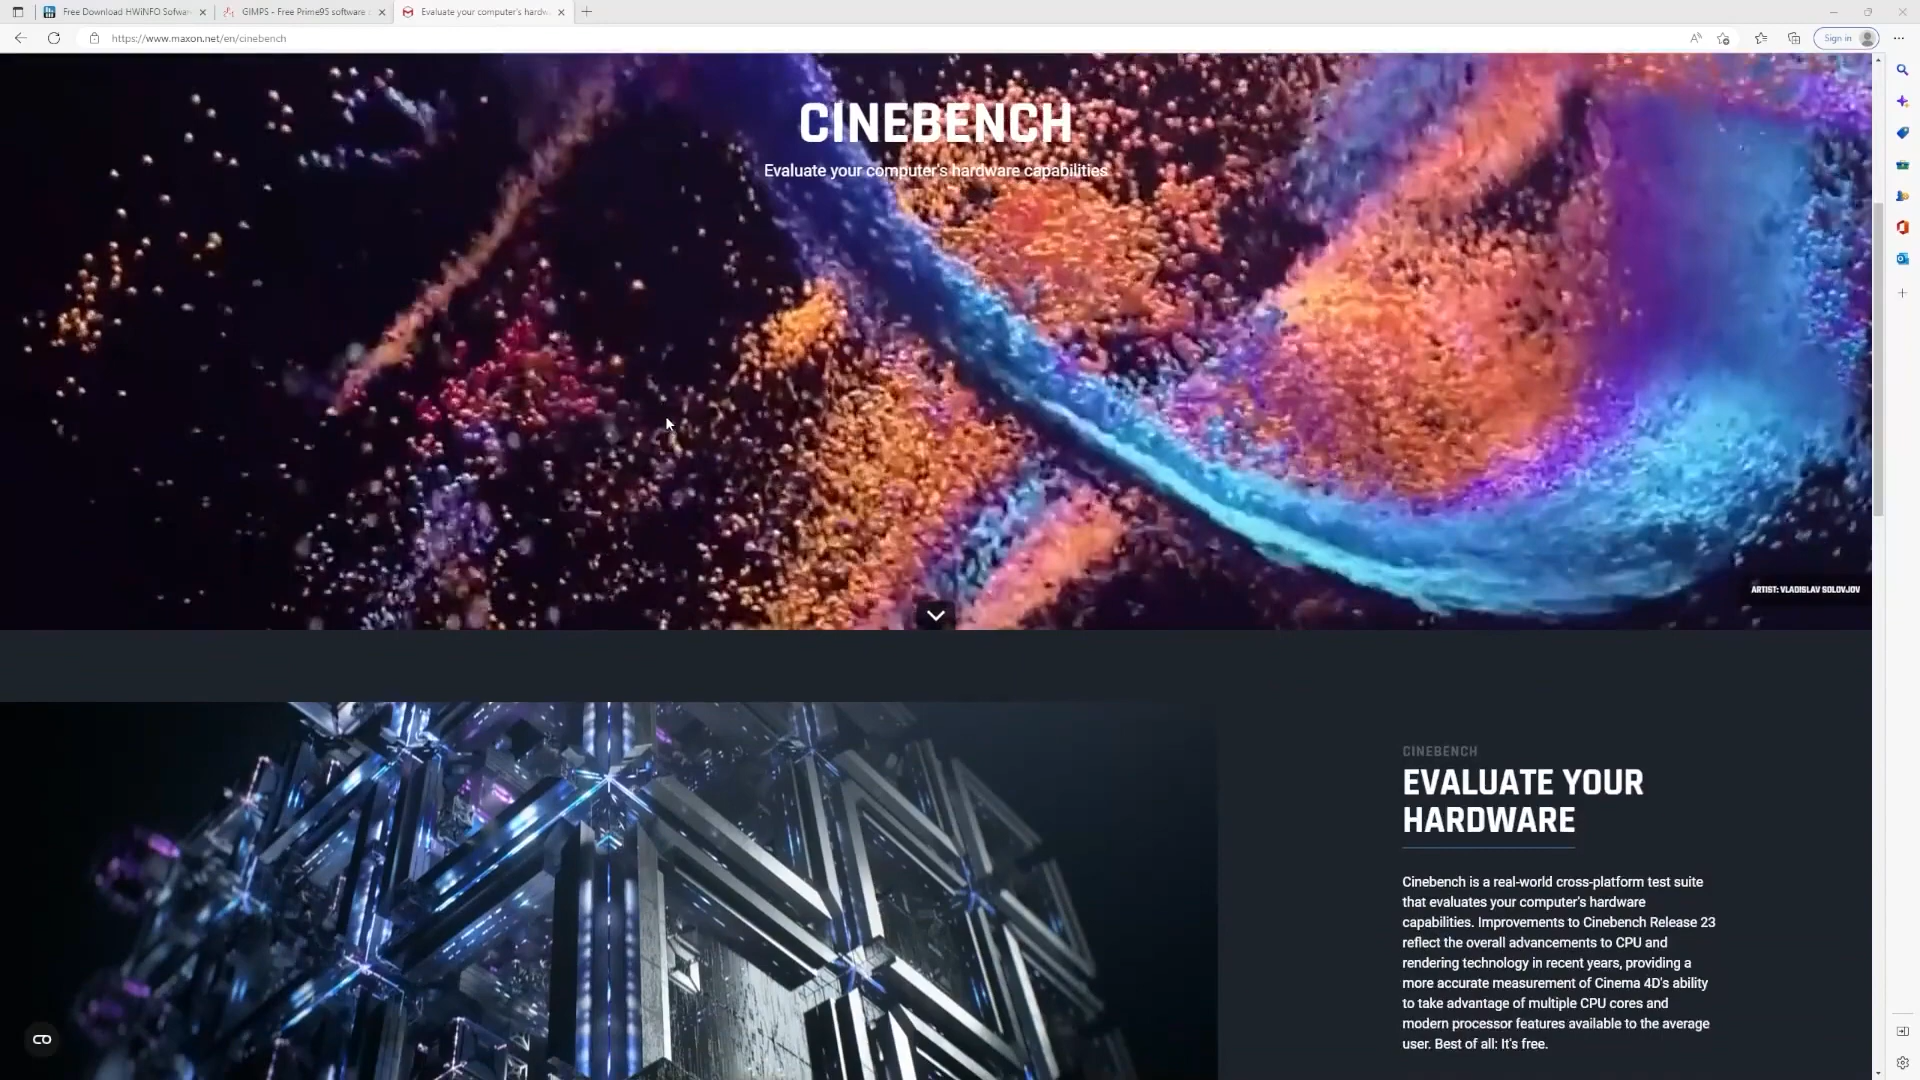 Free Download HWiNFO Sofwar
GIMPS - Free Prime95 software
Evaluate your computer's hardw
https://www.maxon.net/en/cinebench
Sign in
CINEBENCH
Evaluate your computer's hardware capabilities
ARTIST: VLADISLAV SOLOVJOV
CINEBENCH
EVALUATE YOUR
HARDWARE
Cinebench is a real-world cross-platform test suite
that evaluates your computer's hardware
capabilities. Improvements to Cinebench Release 23
reflect the overall advancements to CPU and
rendering technology in recent years, providing a
more accurate measurement of Cinema 4D's ability
to take advantage of multiple CPU cores and
modern processor features available to the average
user. Best of all: It's free.